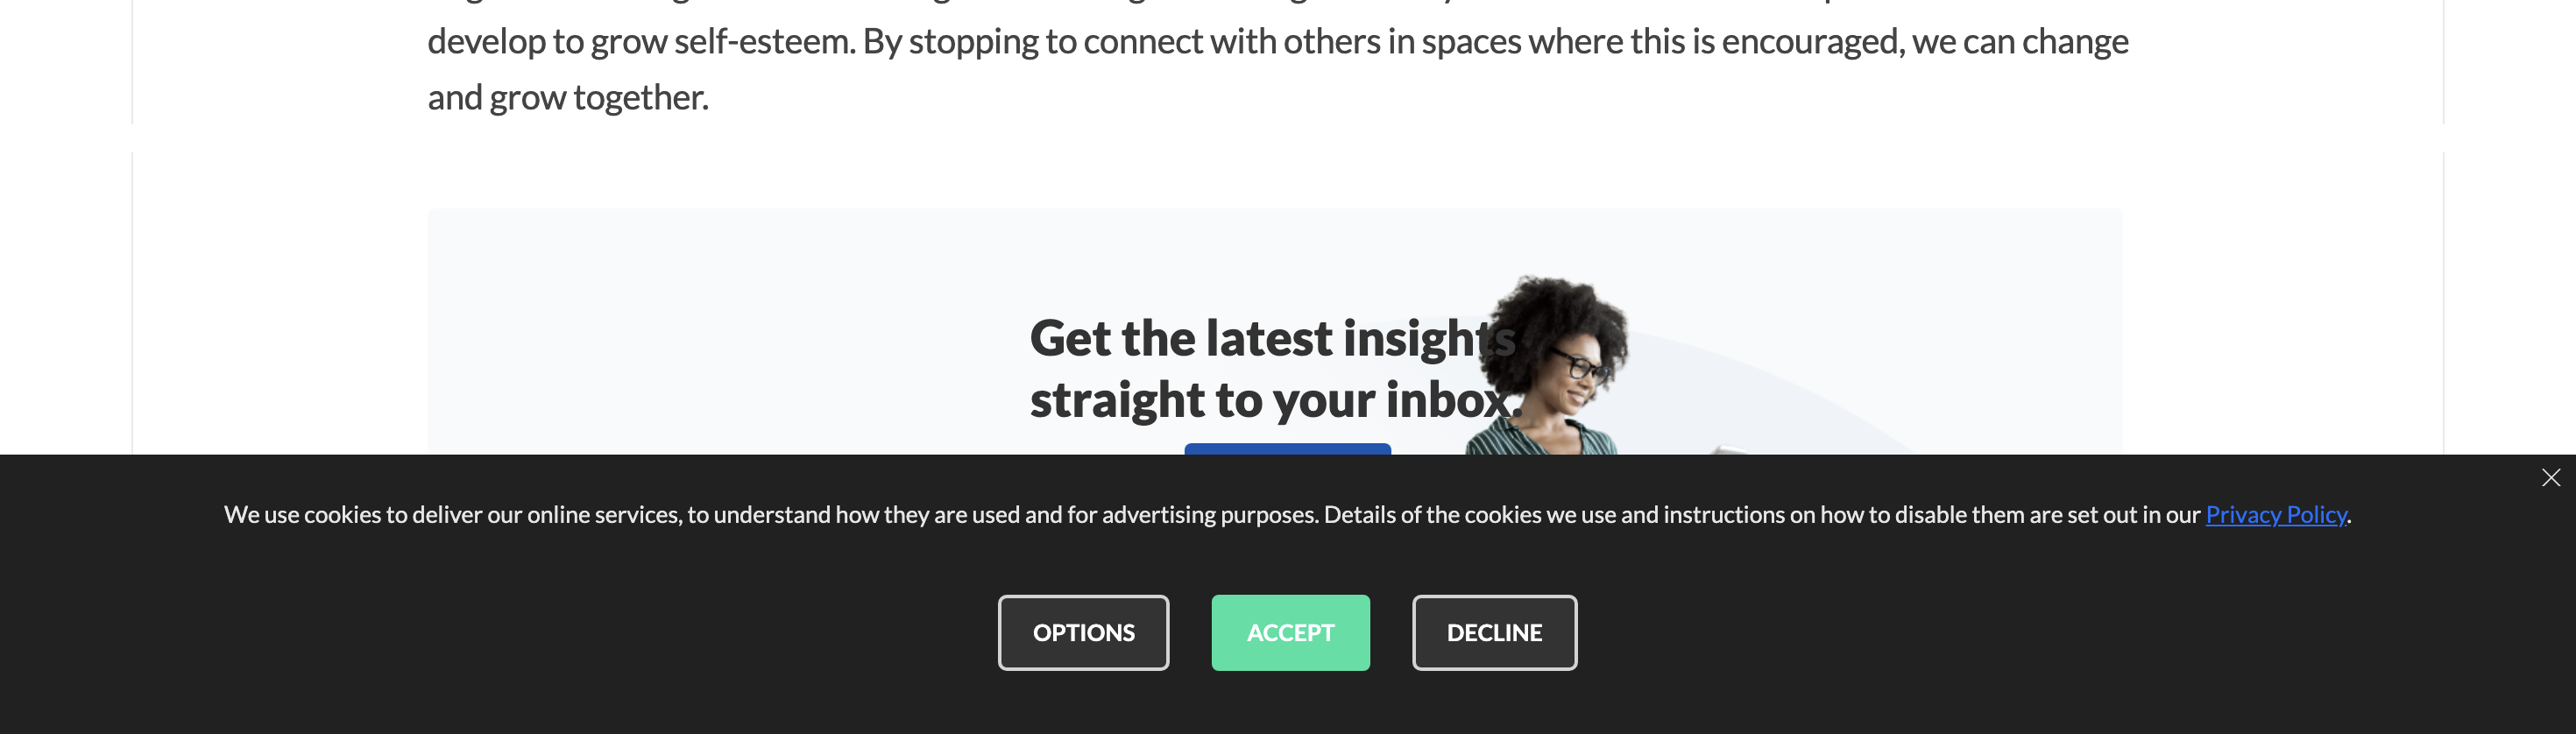 develop to grow self-esteem. By stopping to connect with others in spaces where this is encouraged, we can change
and grow together.
Get the latest insights
straight to your inbox.
We use cookies to deliver our online services, to understand how they are used and for advertising purposes. Details of the cookies we use and instructions on how to disable them are set out in our Privacy Policy.
OPTIONS
ACCEPT
DECLINE